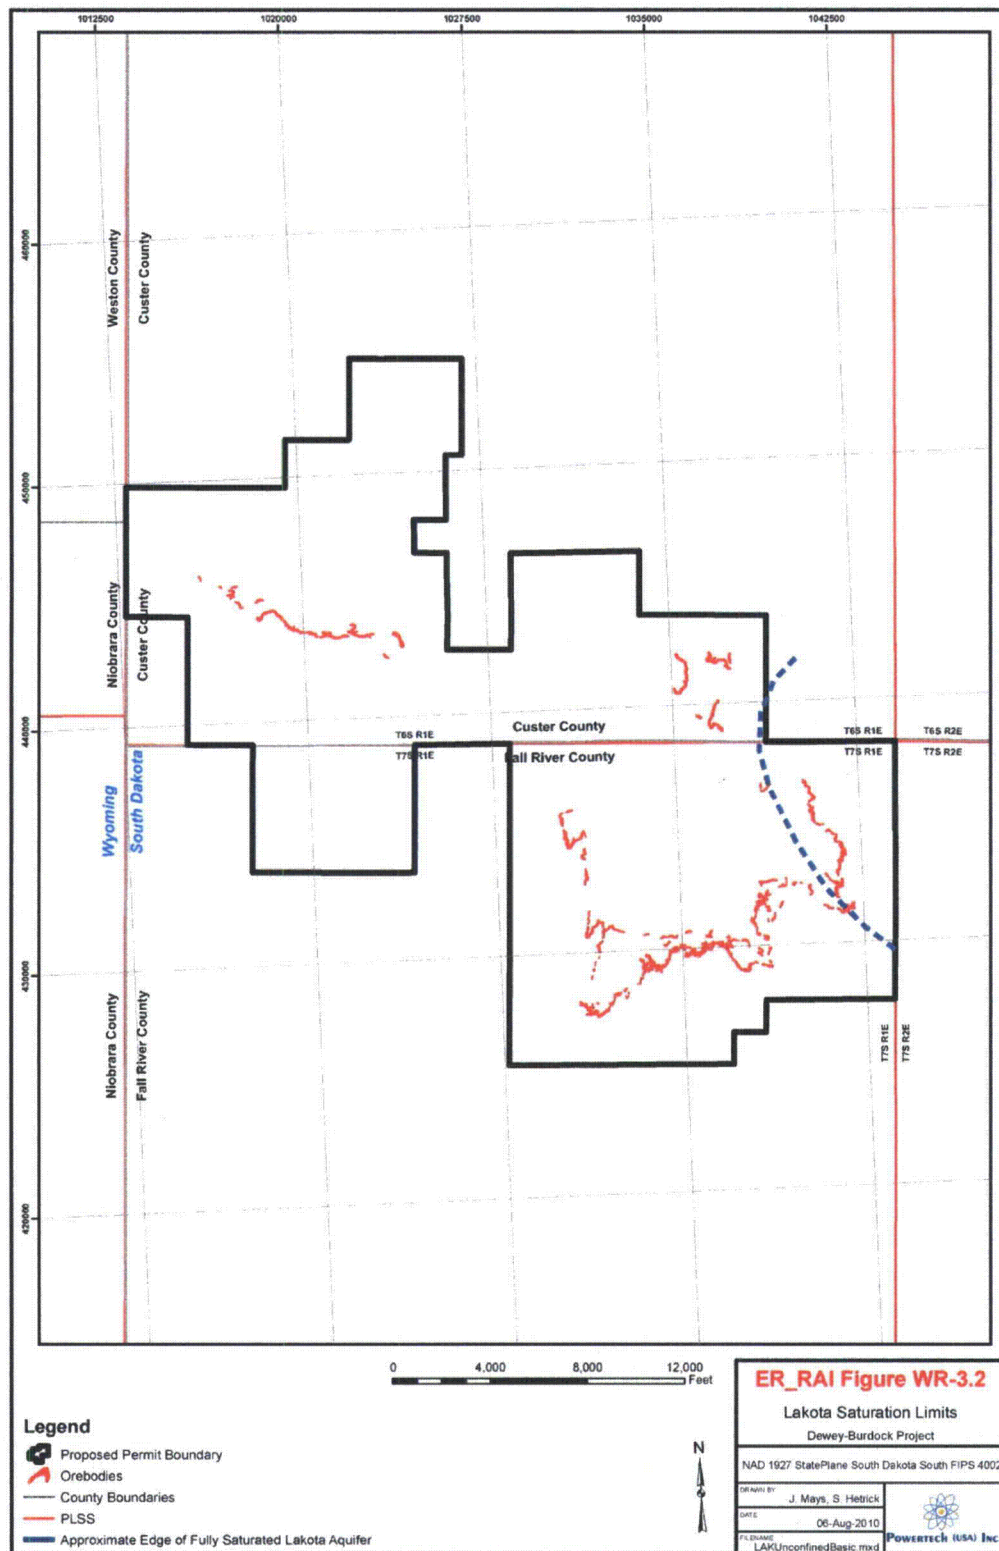 1012500
1020000
1027500
1035000
1042500
460000
450000
440000
430000
420000
Weston County
Custer County
Niobrara County
Custer County
Custer County
Fall River County
T6S R1E
T7S R1E
T6S R1E
T7S R1E
T6S R2E
T7S R2E
Wyoming
South Dakota
Niobrara County
Fall River County
T7S R1E
T7S R2E
0 4,000 8,000 12,000
Feet
Legend
Proposed Permit Boundary
Orebodies
County Boundaries
PLSS
Approximate Edge of Fully Saturated Lakota Aquifer
N
ER_RAI Figure WR-3.2
Lakota Saturation Limits
Dewey-Burdock Project
NAD 1927 StatePlane South Dakota South FIPS 4002
DRAWN BY
J. Mays, S. Hetrick
DATE
06-Aug-2010
FILENAME
LAKUnconfinedBasic.mxd
POWERTECH (USA) INC